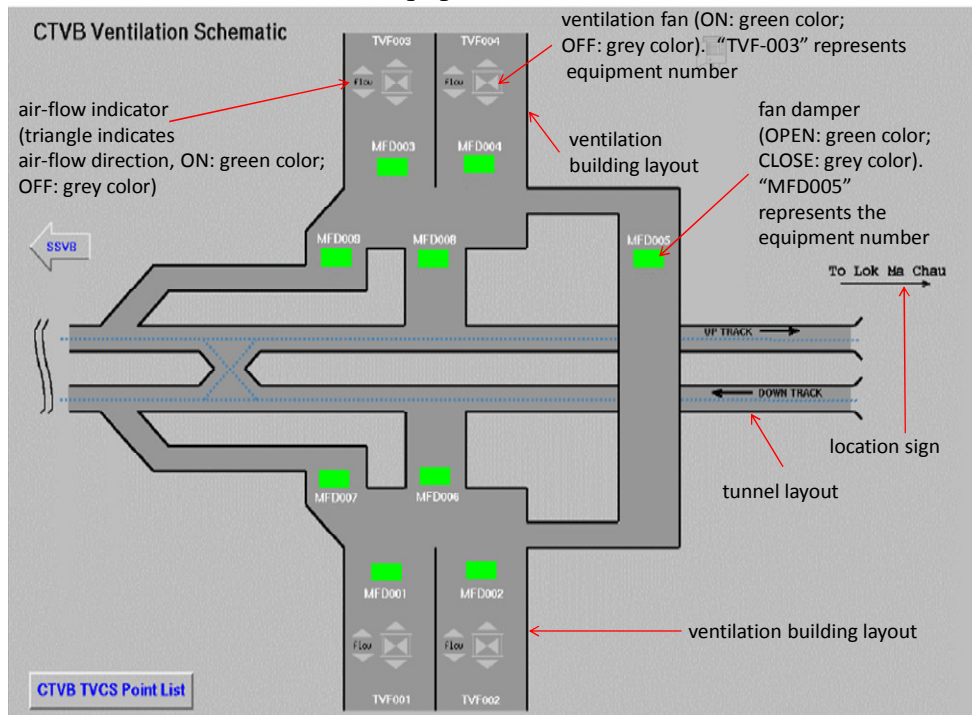 CTVB Ventilation Schematic
TVF003
TVF004
flow
flow
ventilation fan (ON: green color;
OFF: grey color). “TVF-003” represents
equipment number
air-flow indicator
(triangle indicates
air-flow direction, ON: green color;
OFF: grey color)
MFD003
MFD004
ventilation
building layout
fan damper
(OPEN: green color;
CLOSE: grey color).
“MFD005”
represents the
equipment number
SSVB
MFD009
MFD008
MFD005
To Lok Ma Chau
UP TRACK
DOWN TRACK
location sign
tunnel layout
MFD007
MFD006
MFD001
MFD002
flow
flow
ventilation building layout
TVF001
TVF002
CTVB TVCS Point List